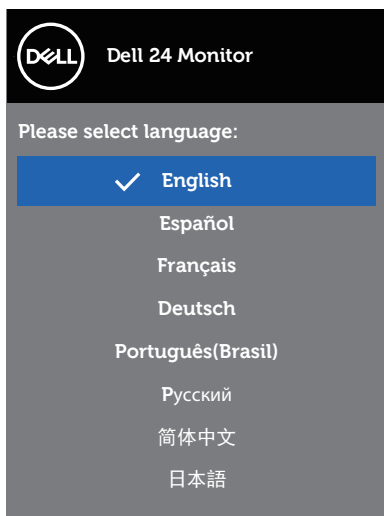 DELL
Dell 24 Monitor
Please select language:
English
Español
Français
Deutsch
Português(Brasil)
Русский
简体中文
日本語